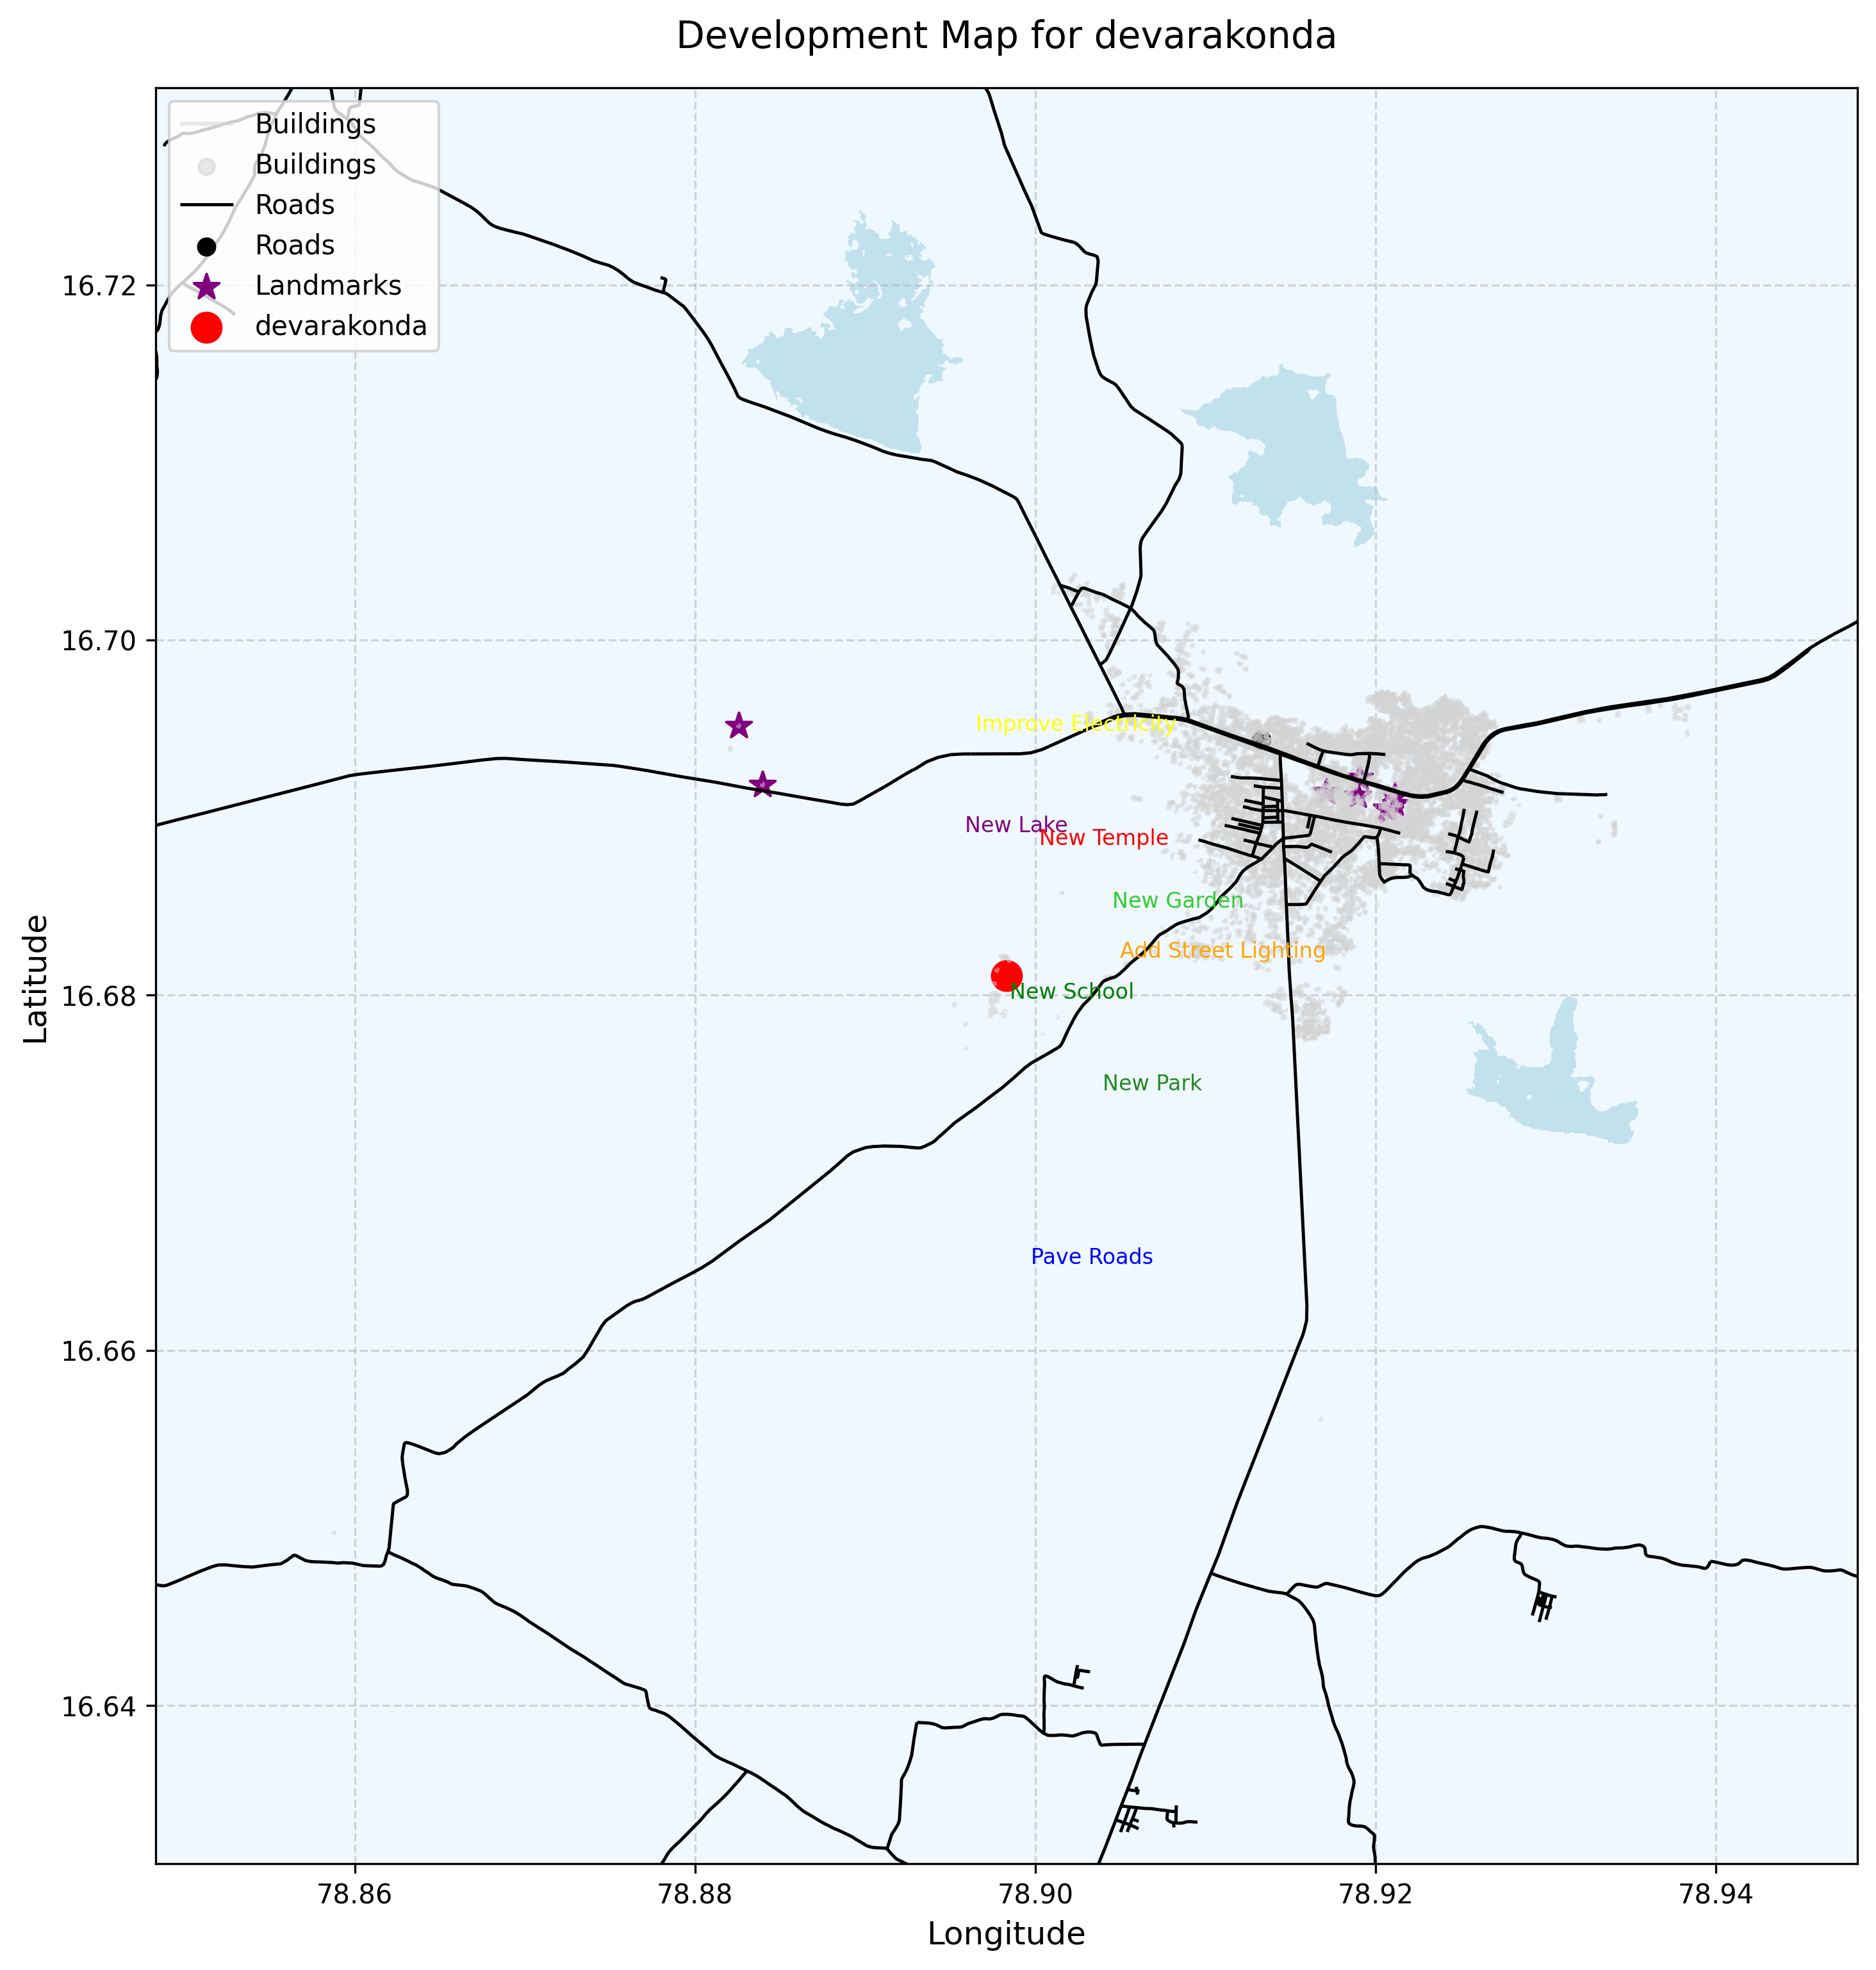 Development Map for devarakonda
Buildings
Buildings
Roads
Roads
Landmarks
devarakonda
16.72
16.70
16.68
16.66
16.64
Latitude
Improve Electricity
New Lake
New Temple
New Garden
Add Street Lighting
New School
New Park
Pave Roads
78.86
78.88
78.90
78.92
78.94
Longitude